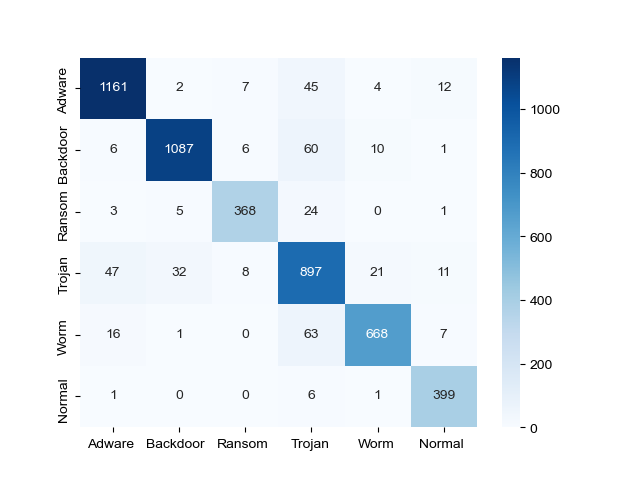 Adware 1161 2 7 45 4 12
Backdoor 6 1087 6 60 10 1
Ransom 3 5 368 24 0 1
Trojan 47 32 8 897 21 11
Worm 16 1 0 63 668 7
Normal 1 0 0 6 1 399
Adware Backdoor Ransom Trojan Worm Normal
1000
800
600
400
200
0